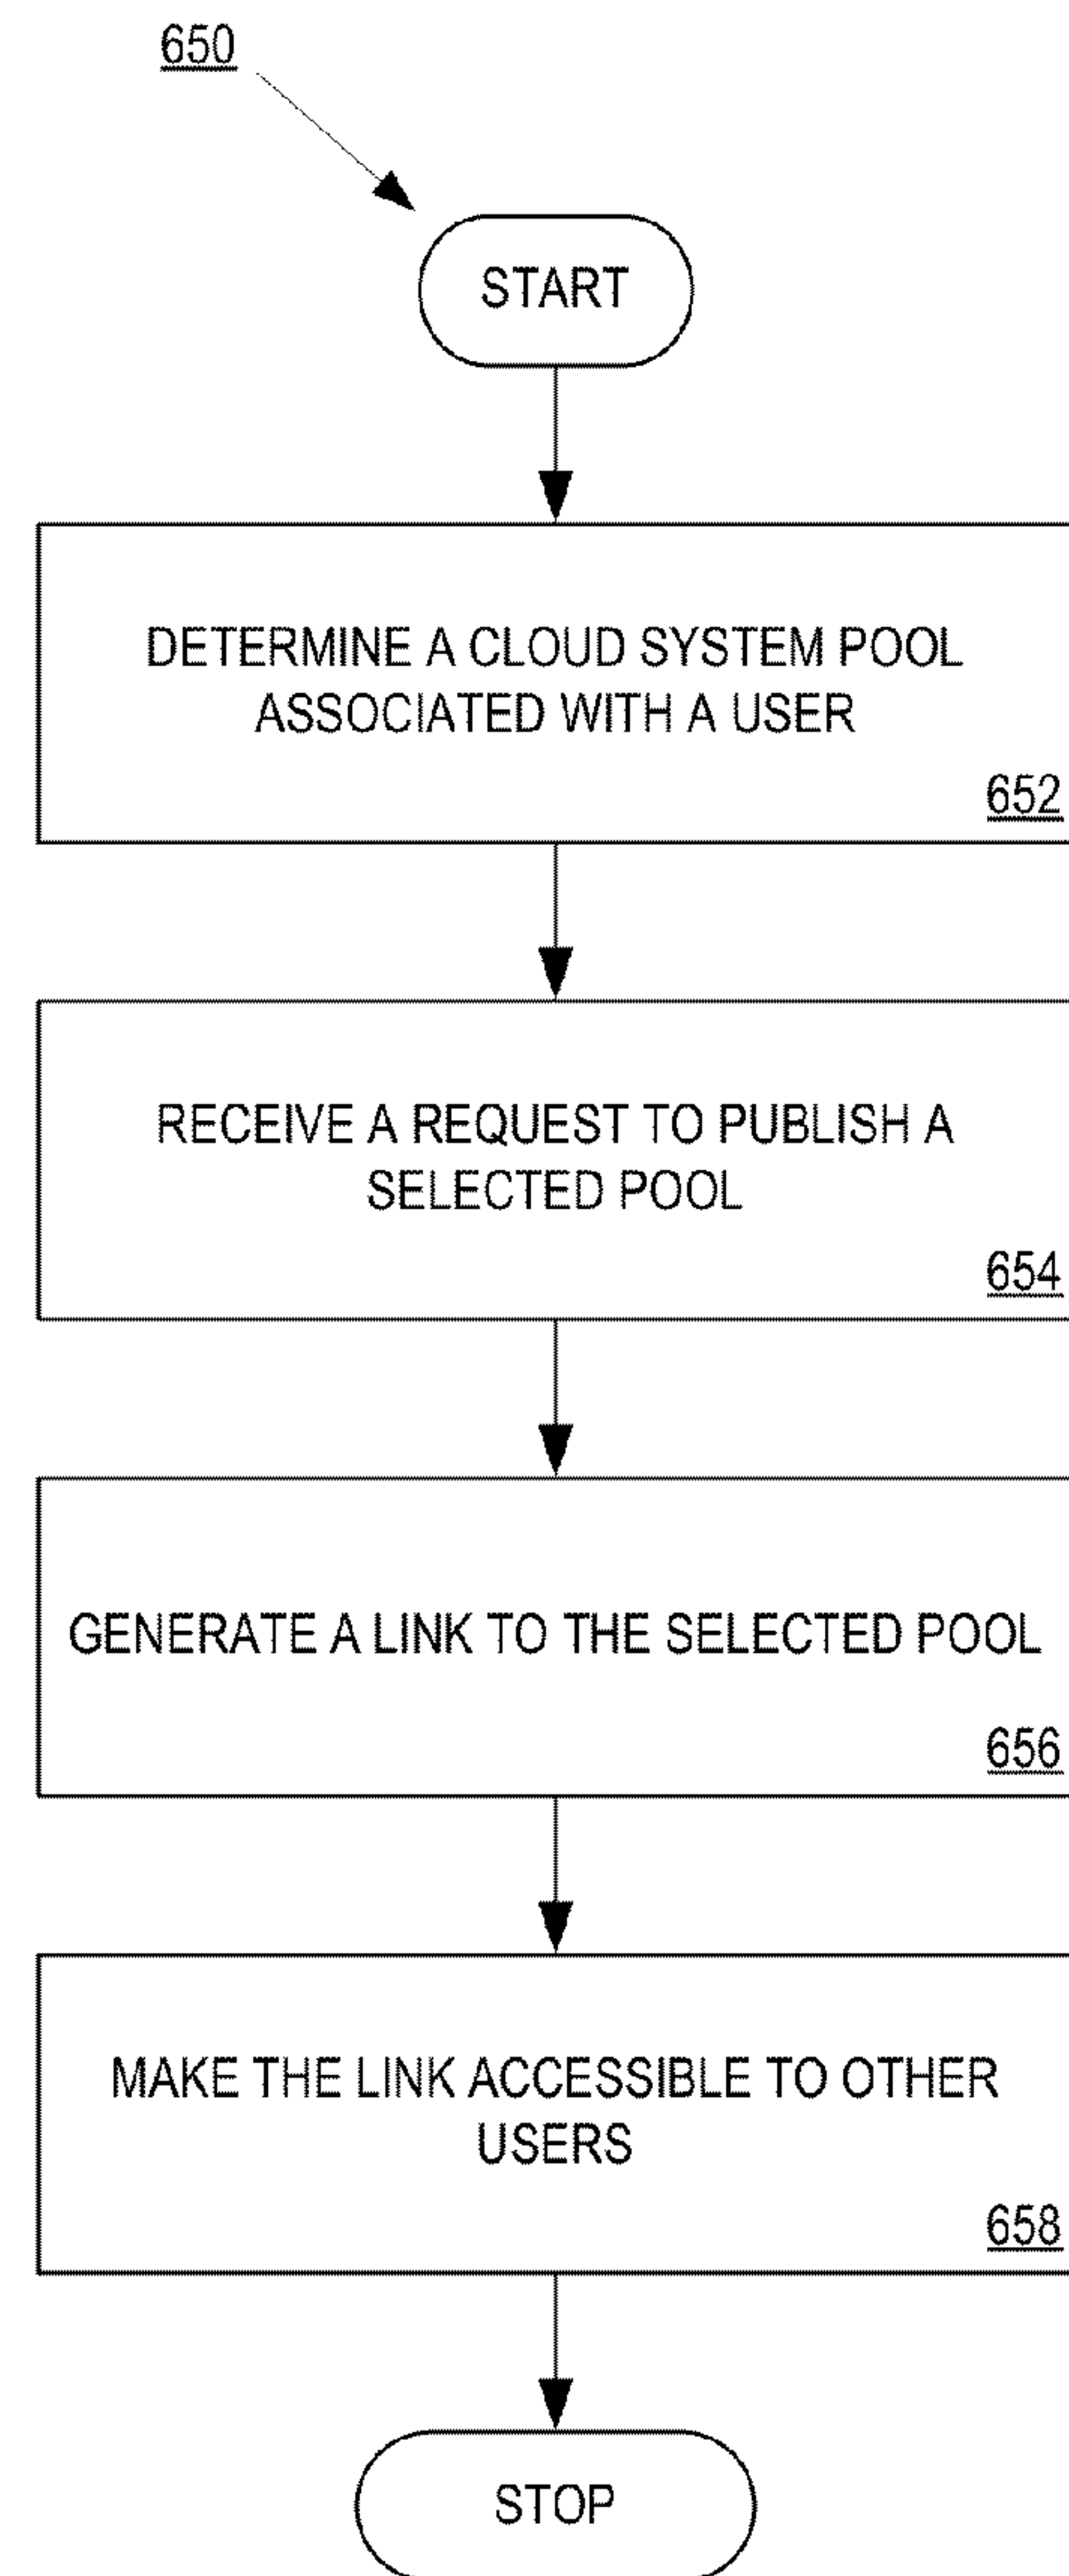 650
START
DETERMINE A CLOUD SYSTEM POOL
ASSOCIATED WITH A USER
652
RECEIVE A REQUEST TO PUBLISH A
SELECTED POOL
654
GENERATE A LINK TO THE SELECTED POOL
656
MAKE THE LINK ACCESSIBLE TO OTHER
USERS
658
STOP